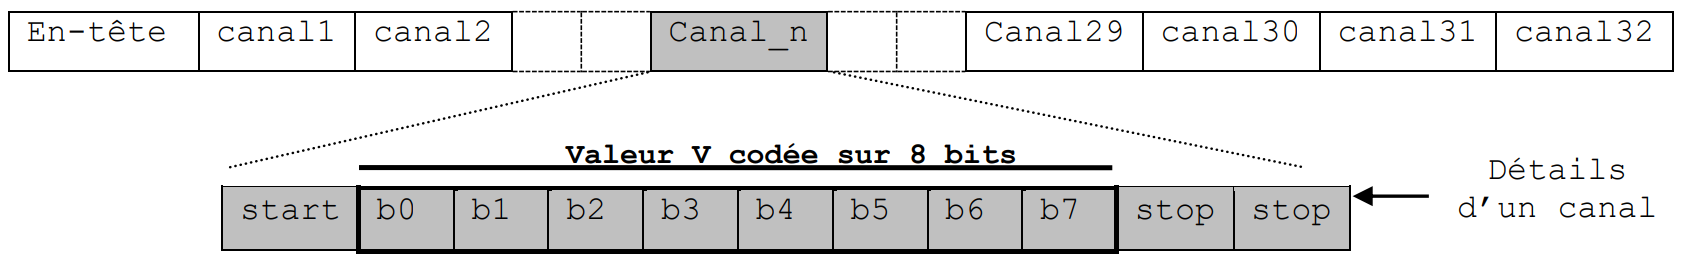 En-tête canal1 canal2 Canal_n Canal29 canal30 canal31 canal32
Valeur V codée sur 8 bits
start b0 b1 b2 b3 b4 b5 b6 b7 stop stop
Détails
d’un canal